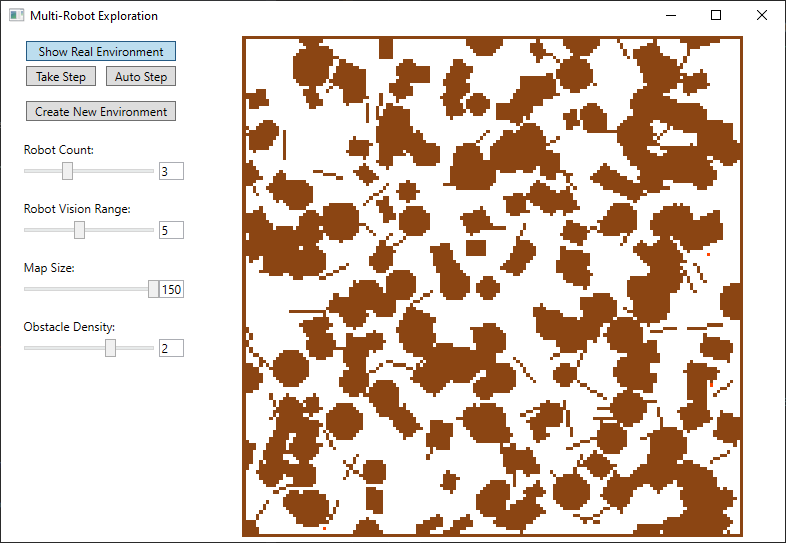 Multi-Robot Exploration
Show Real Environment
Take Step Auto Step
Create New Environment
Robot Count:
3
Robot Vision Range:
5
Map Size:
150
Obstacle Density:
2